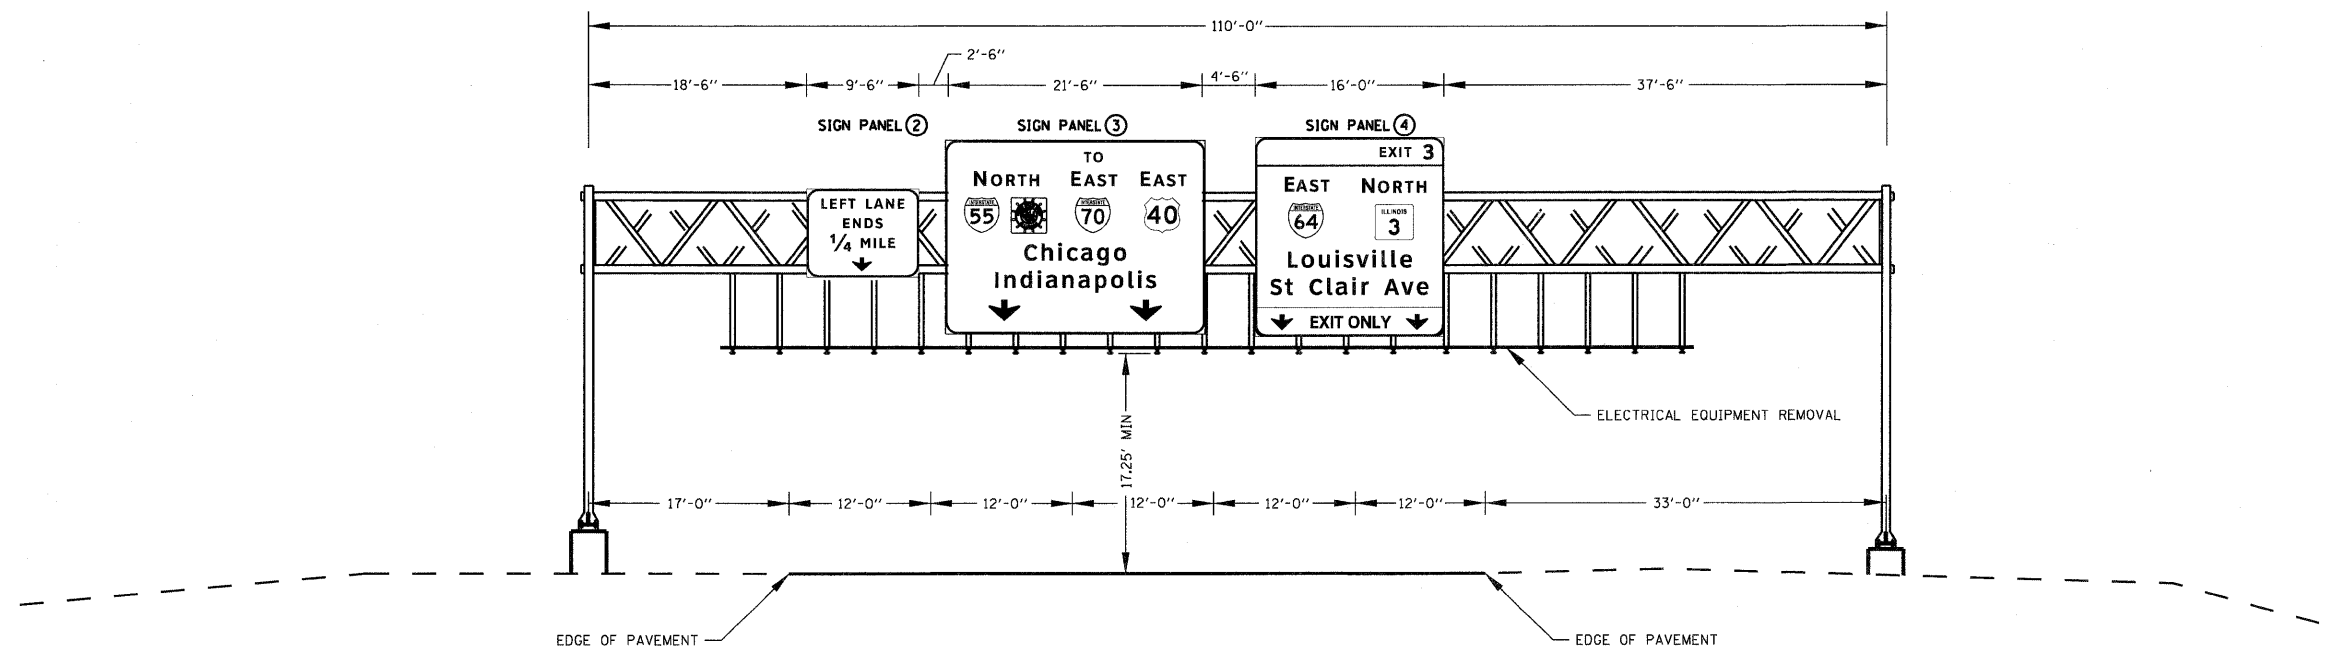 110'-0"
2'-6"
18'-6" 9'-6" 21'-6" 4'-6" 16'-0" 37'-6"
SIGN PANEL 2 SIGN PANEL 3 SIGN PANEL 4
LEFT LANE
ENDS
1/4 MILE
TO
NORTH EAST EAST
INTERSTATE 55 INTERSTATE 70 40
Chicago
Indianapolis
EXIT 3
EAST NORTH
INTERSTATE 64 ILLINOIS 3
Louisville
St Clair Ave
EXIT ONLY
ELECTRICAL EQUIPMENT REMOVAL
17.25' MIN
17'-0" 12'-0" 12'-0" 12'-0" 12'-0" 12'-0" 33'-0"
EDGE OF PAVEMENT EDGE OF PAVEMENT